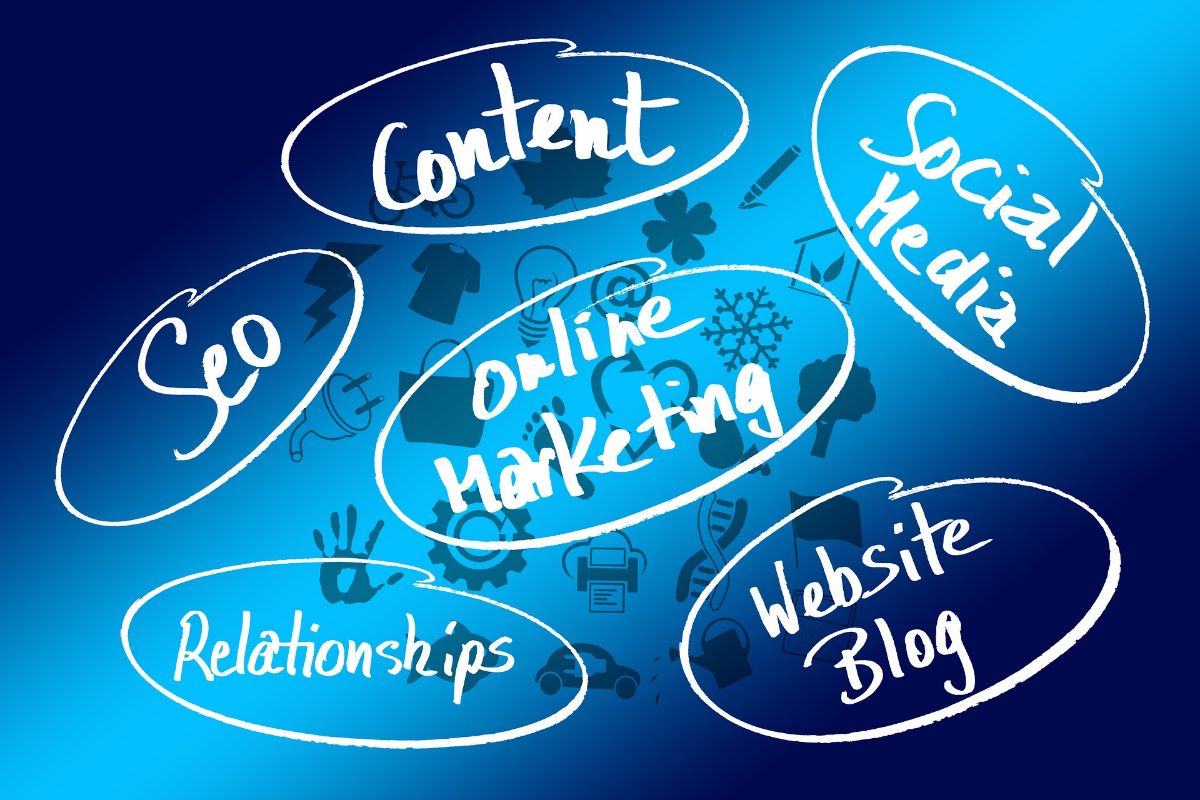 Content
Social
Media
Seo
Online
Marketing
Website
Blog
Relationships
@